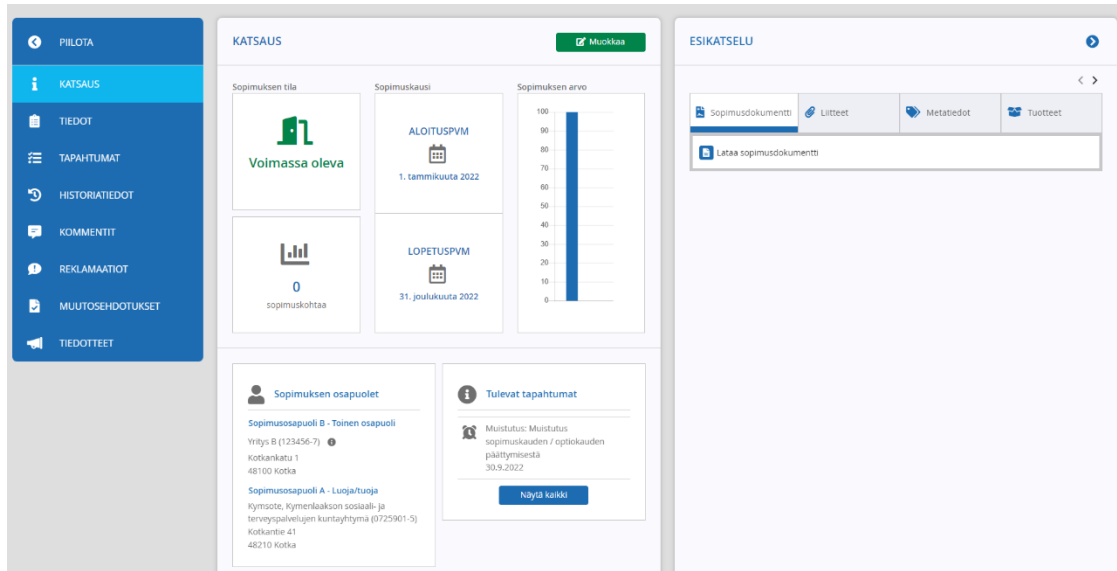 PIILOTA
KATSAUS
TIEDOT
TAPAHTUMAT
HISTORIATIEDOT
KOMMENTIT
REKLAMAATIOT
MUUTOSEHDOTUKSET
TIEDOTTEET
KATSAUS
Muokkaa
Sopimuksen tila
Voimassa oleva
0
sopimuskohtaa
Sopimuskausi
ALOITUSPVM
1. tammikuuta 2022
LOPETUSPVM
31. joulukuuta 2022
Sopimuksen arvo
100
90
80
70
60
50
40
30
20
10
0
Sopimuksen osapuolet
Sopimusosapuoli B - Toinen osapuoli
Yritys B (123456-7)
Kotkankatu 1
48100 Kotka
Sopimusosapuoli A - Luoja/tuoja
Kymsote, Kymenlaakson sosiaali- ja
terveyspalvelujen kuntayhtymä (0725901-5)
Kotkantie 41
48210 Kotka
Tulevat tapahtumat
Muistutus: Muistutus
sopimuskauden / optiokauden
päättymisestä
30.9.2022
Näytä kaikki
ESIKATSELU
Sopimusdokumentti
Liitteet
Metatiedot
Tuotteet
Lataa sopimusdokumentti